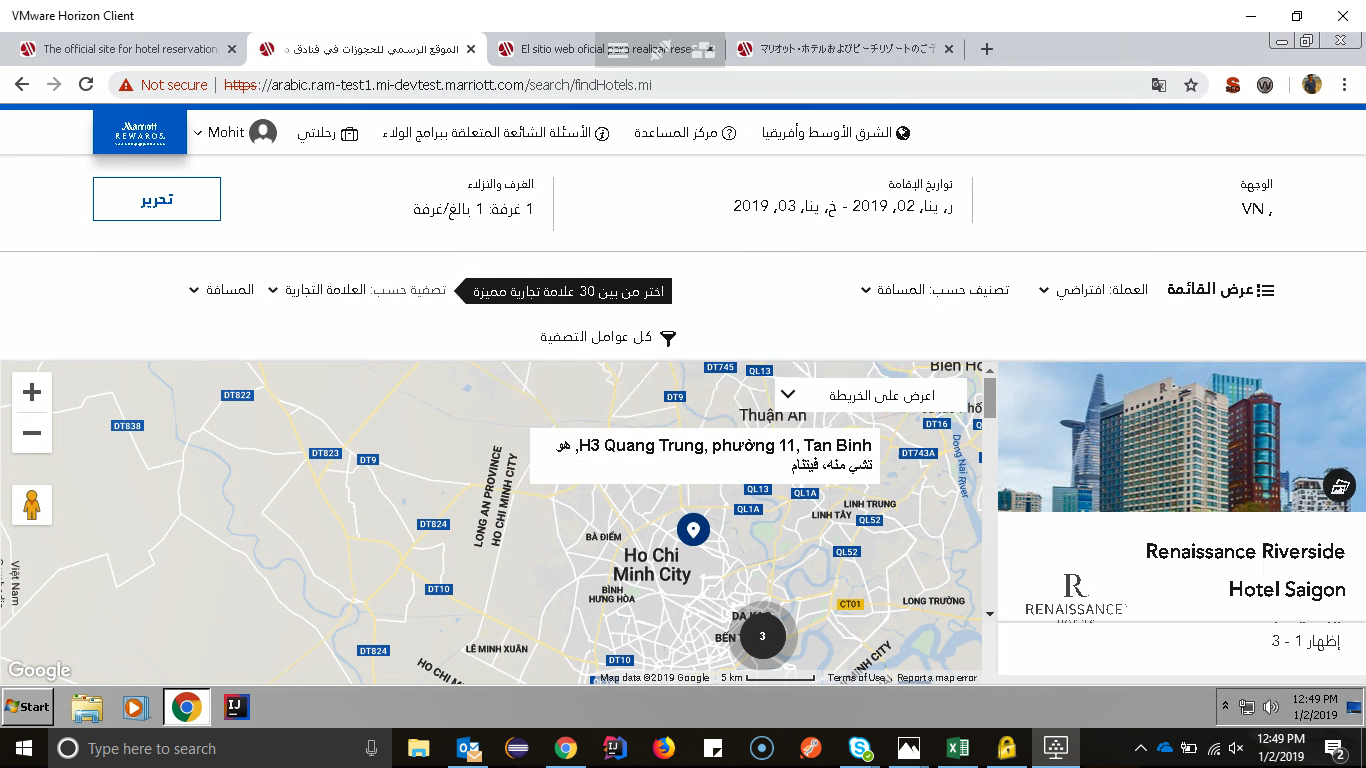 VMware Horizon Client
The official site for hotel reservation
الموقع الرسمي للحجوزات في فنادق
El sitio web oficial para realizar rese
マリオット・ホテルおよびビーチリゾートのご予
Not secure | https://arabic.ram-test1.mi-devtest.marriott.com/search/findHotels.mi
الشرق الأوسط وأفريقيا
مركز المساعدة
الأسئلة الشائعة المتعلقة ببرامج الولاء
رحلاتي
Mohit
Marriott
REWARDS.
الوجهة
، VN
تواريخ الإقامة
ر، ينا، 02، 2019 - خ، ينا، 03، 2019
الغرف والنزلاء
1 غرفة: 1 بالغ/غرفة
تحرير
عرض القائمة
العملة: افتراضي
تصنيف حسب: المسافة
اختر من بين 30 علامة تجارية مميزة
تصفية حسب: العلامة التجارية
المسافة
كل عوامل التصفية
DT745
QL13
Bien Ho
DT822
DT9
اعرض على الخريطة
Thuận An
DT838
DT16
H3 Quang Trung, phường 11, Tan Binh, هو
تشي منه، فيتنام
DT823
DT9
DT743A
Dong Nai River
LONG AN PROVINCE
HO CHI MINH CITY
QL13
QL1A
QL1A
LINH TRUNG
LINH TÂY
QL52
DT824
BÀ ĐIỂM
QL52
Ho Chi
Minh City
Việt Nam
DT10
BÌNH
HƯNG HÒA
CT01
LONG TRƯỜNG
DA KAO
3
BẾN
LÊ MINH XUÂN
DT824
DT10
HO CHI M
MINH CITY
Google
Map data ©2019 Google
5 km
Terms of Use
Report a map error
Renaissance Riverside
Hotel Saigon
R
RENAISSANCE
إظهار 1 - 3
Start
12:49 PM
1/2/2019
Type here to search
12:49 PM
1/2/2019
2